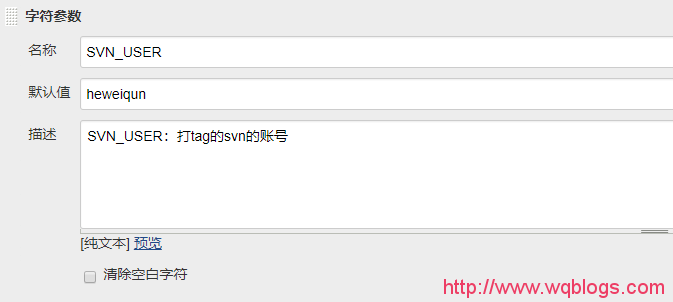 字符参数
名称
SVN_USER
默认值
heweiqun
描述
SVN_USER：打tag的svn的账号
[纯文本] 预览
清除空白字符
http://www.wqblogs.com